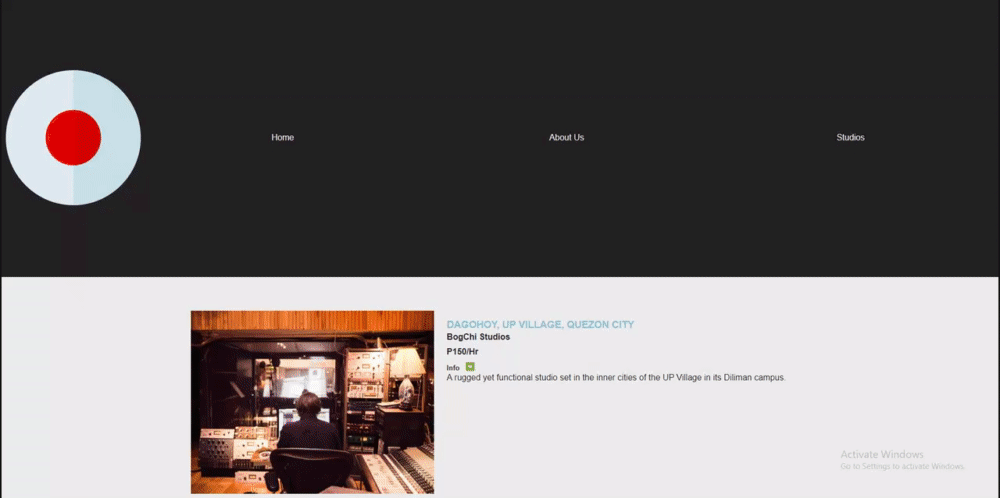 Home
About Us
Studios
DAGOHOY, UP VILLAGE, QUEZON CITY
BogChi Studios
P150/Hr
Info
A rugged yet functional studio set in the inner cities of the UP Village in its Diliman campus.
Activate Windows
Go to Settings to activate Windows.